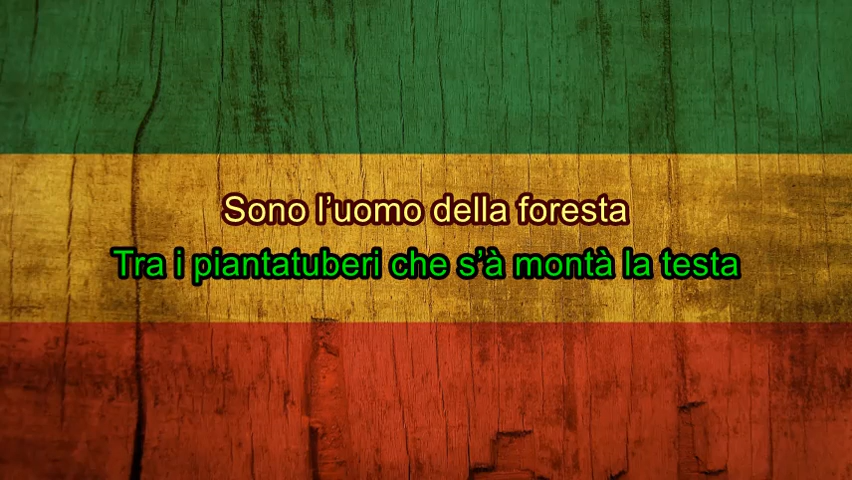 Sono l’uomo della foresta
Tra i piantatuberi che s’à montà la testa